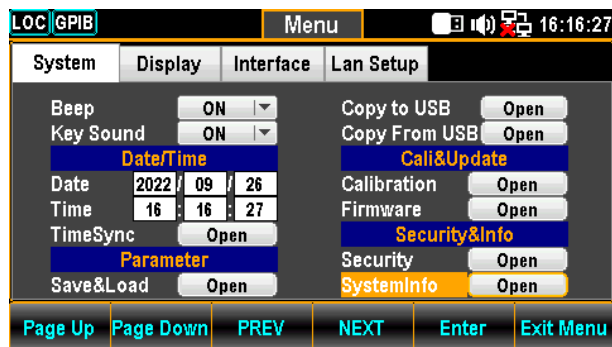 LOC GPIB Menu 16:16:27
System Display Interface Lan Setup
Beep ON
Key Sound ON
Date/Time
Date 2022 / 09 / 26
Time 16 : 16 : 27
TimeSync Open
Parameter
Save&Load Open
Copy to USB Open
Copy From USB Open
Cali&Update
Calibration Open
Firmware Open
Security&Info
Security Open
SystemInfo Open
Page Up Page Down PREV NEXT Enter Exit Menu